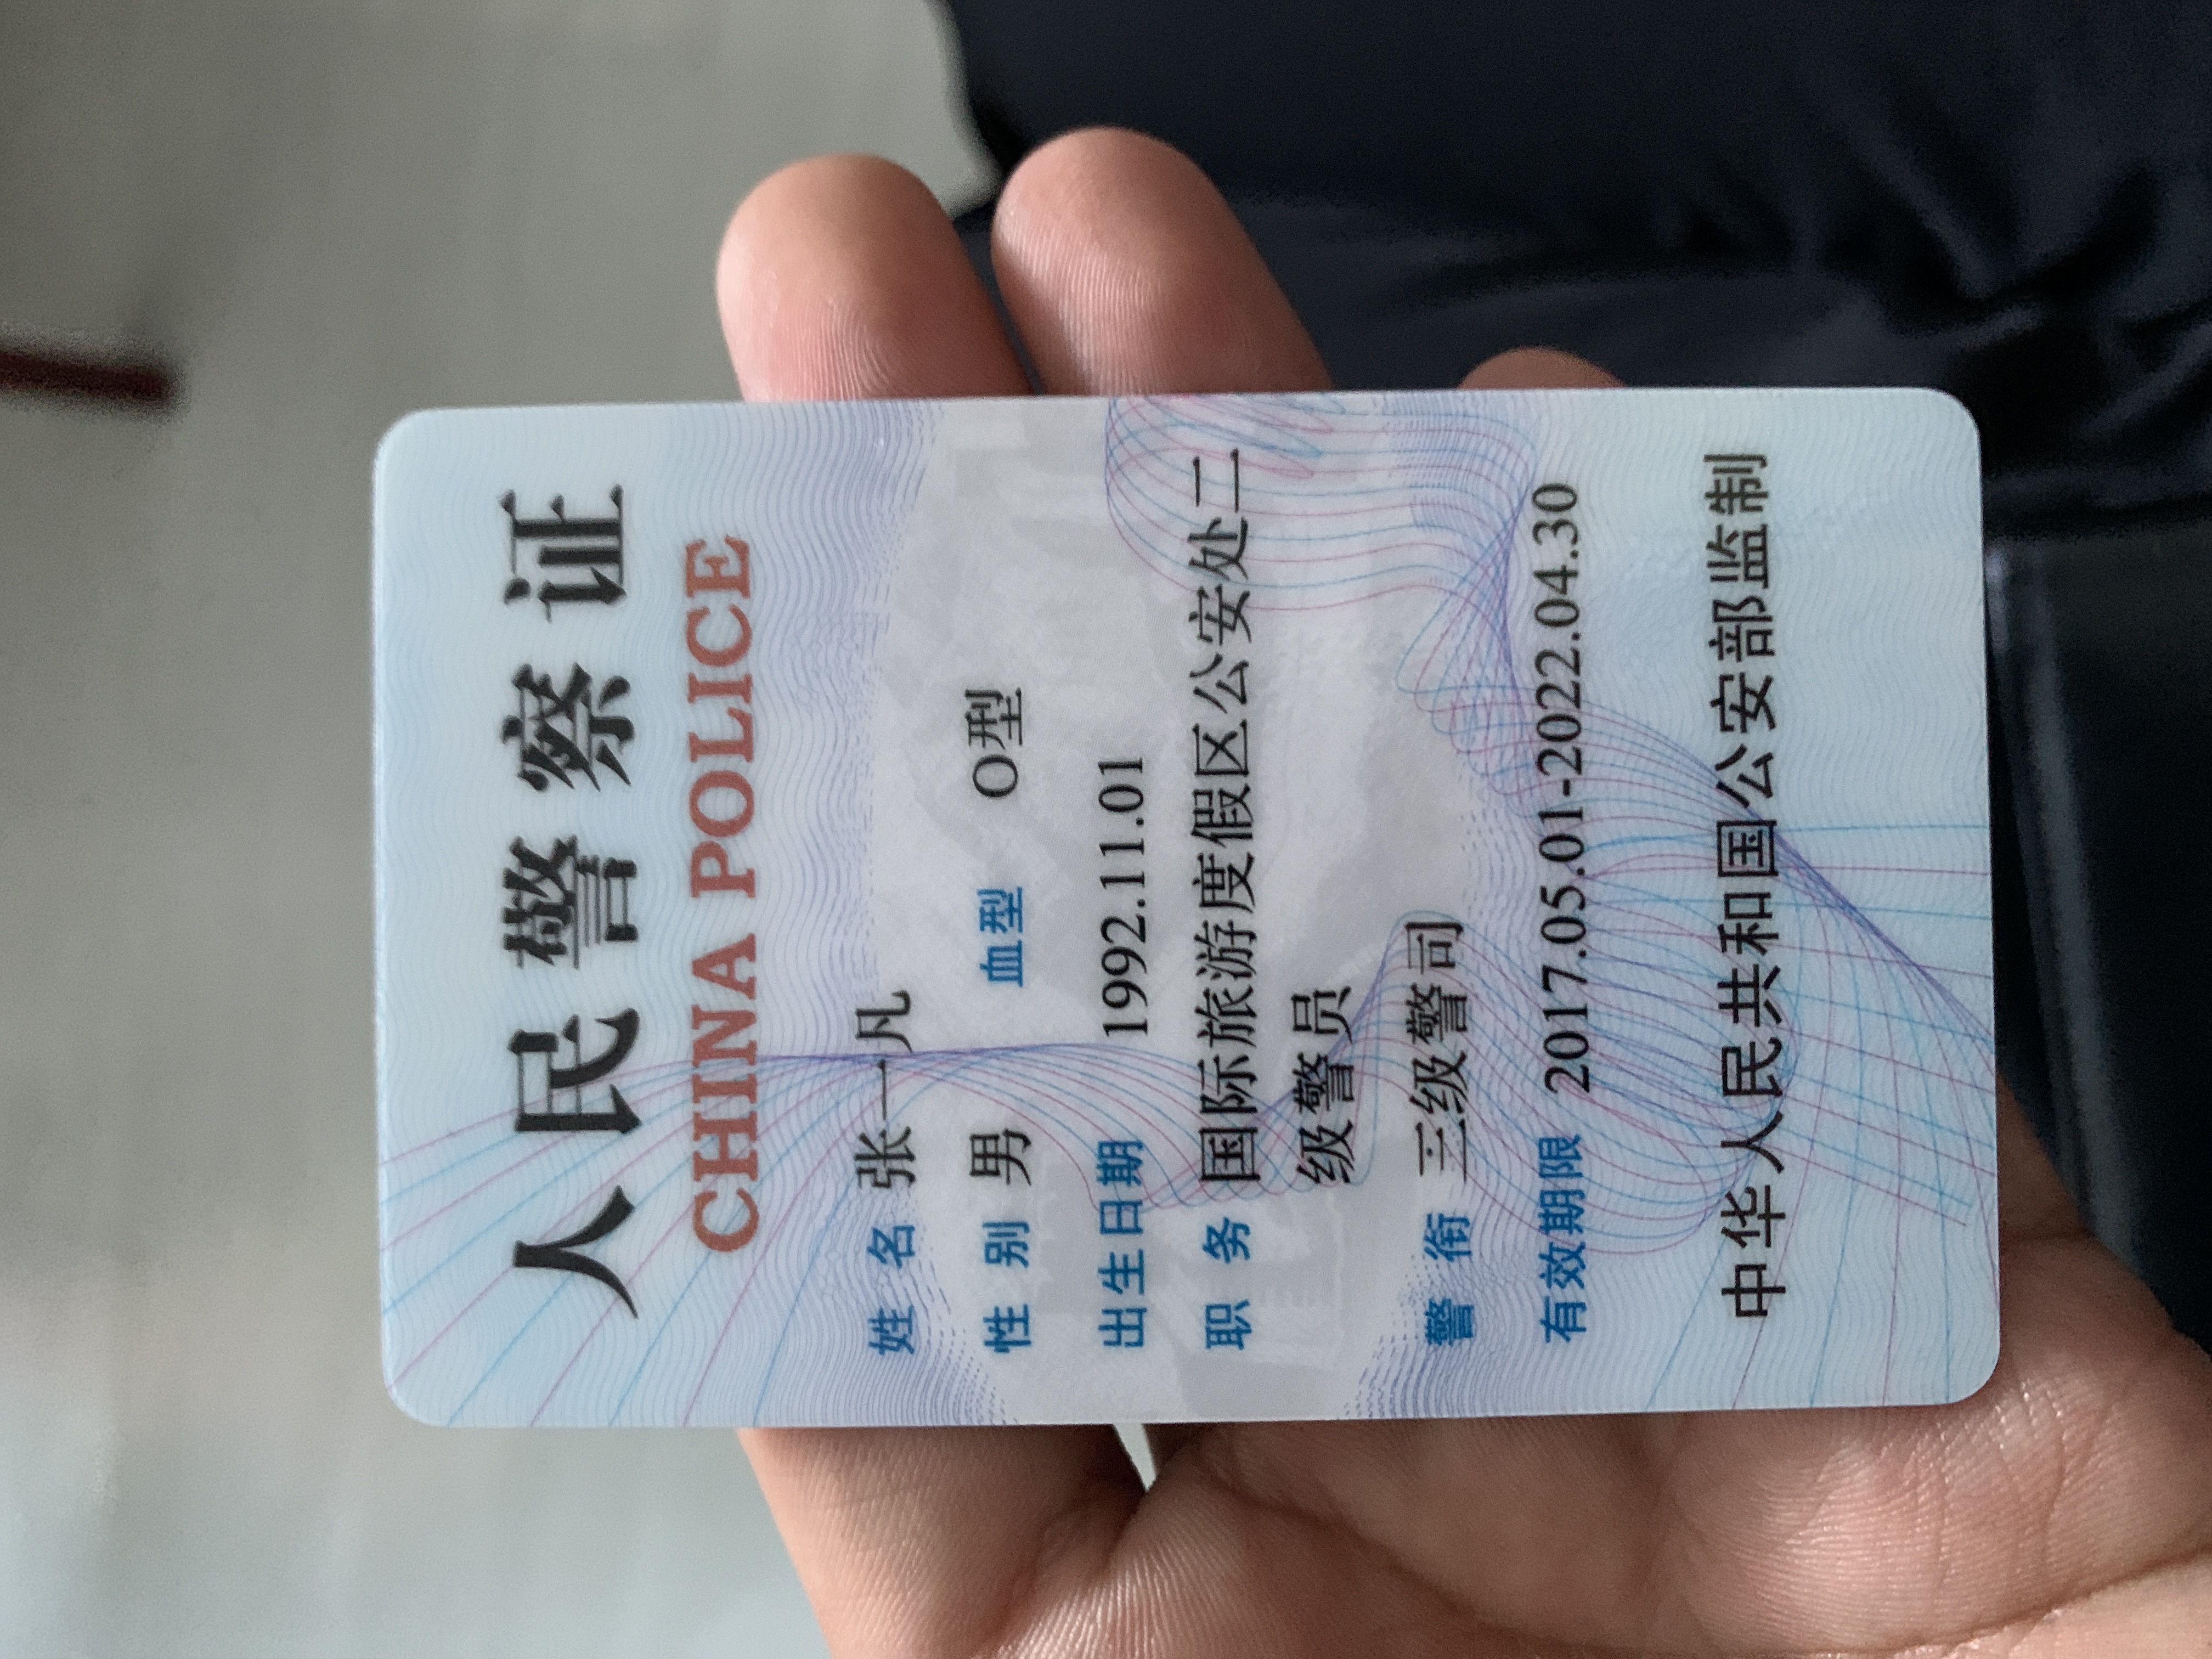 人民警察证
CHINA POLICE
姓 名 张一凡
性 别 男 血型 O型
出生日期 1992.11.01
职 务 国际旅游度假区公安处二
级警员
警 衔 三级警司
有效期限 2017.05.01-2022.04.30
中华人民共和国公安部监制